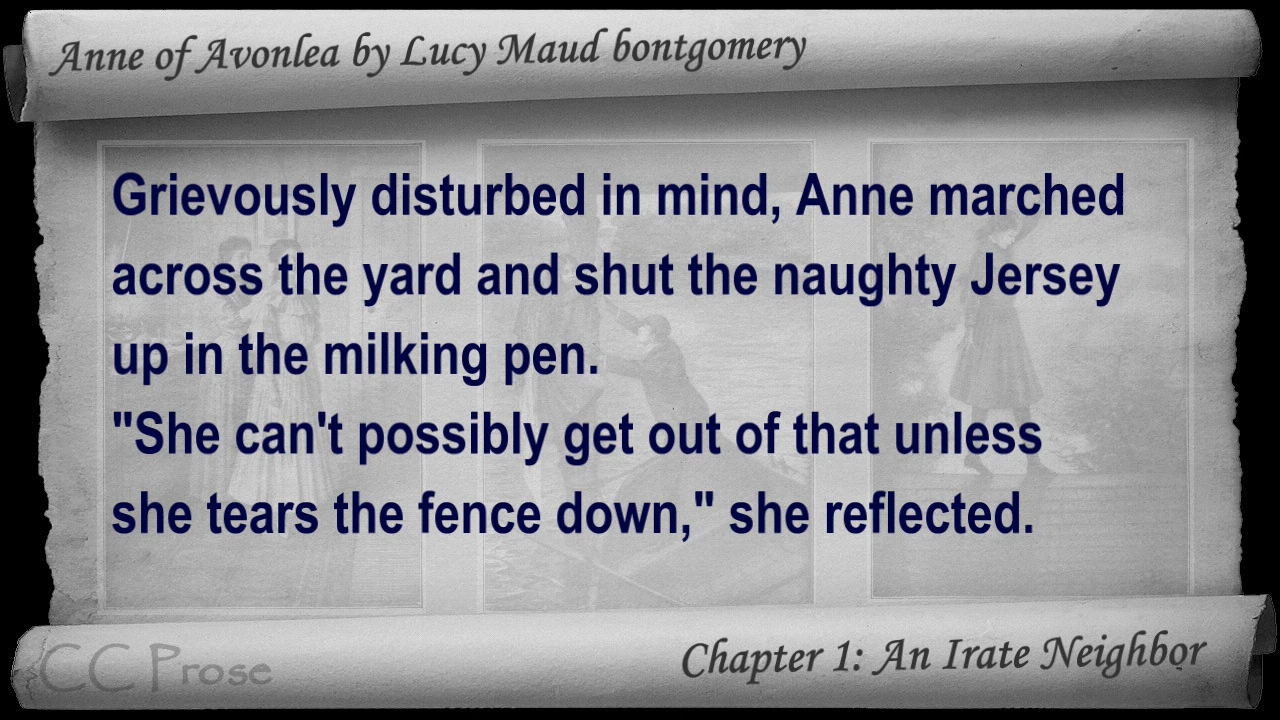 Anne of Avonlea by Lucy Maud bontgomery
Grievously disturbed in mind, Anne marched
across the yard and shut the naughty Jersey
up in the milking pen.
"She can't possibly get out of that unless
she tears the fence down," she reflected.
CC Prose
Chapter 1: An Irate Neighbor